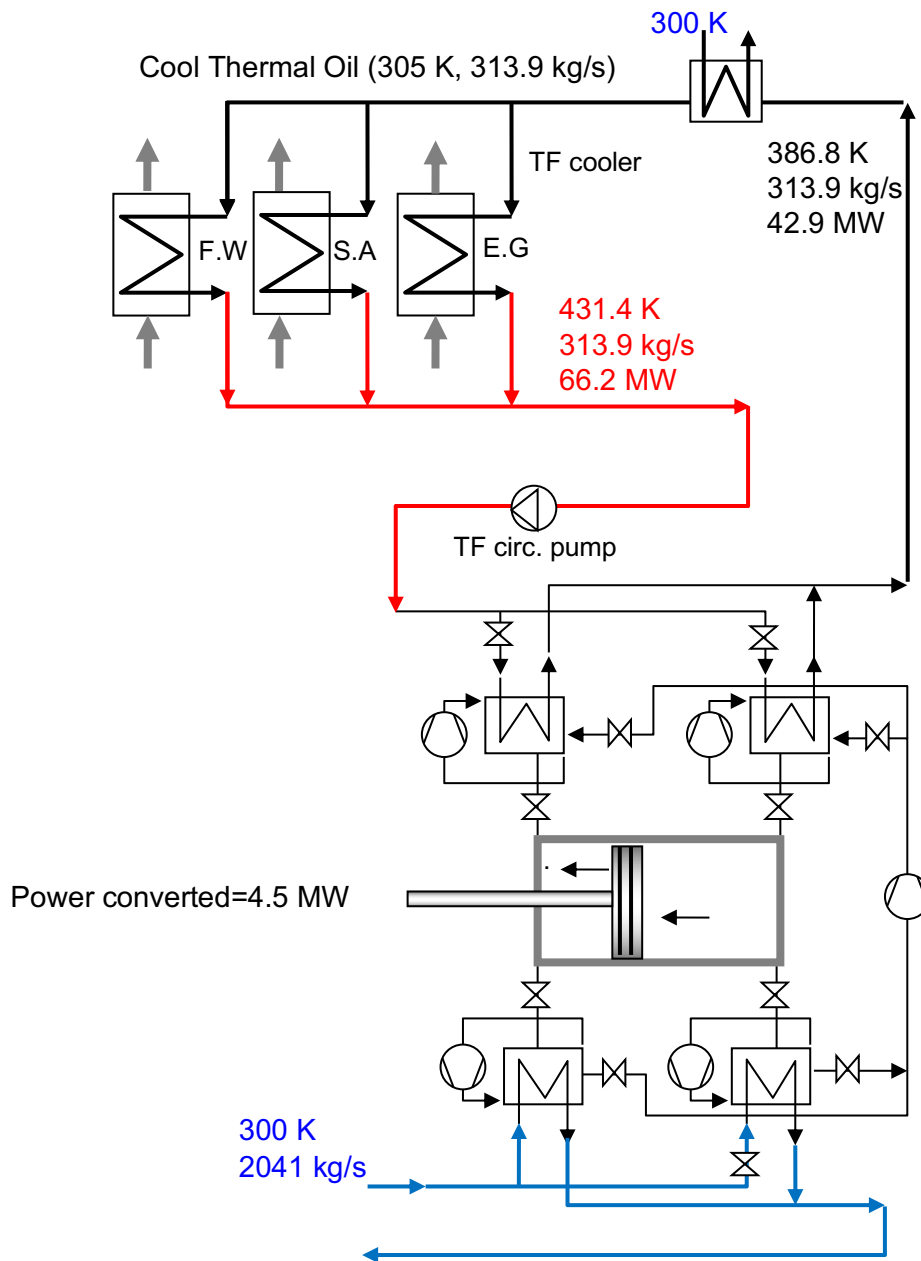 300 K
Cool Thermal Oil (305 K, 313.9 kg/s)
TF cooler
386.8 K
313.9 kg/s
42.9 MW
F.W
S.A
E.G
431.4 K
313.9 kg/s
66.2 MW
TF circ. pump
Power converted=4.5 MW
300 K
2041 kg/s